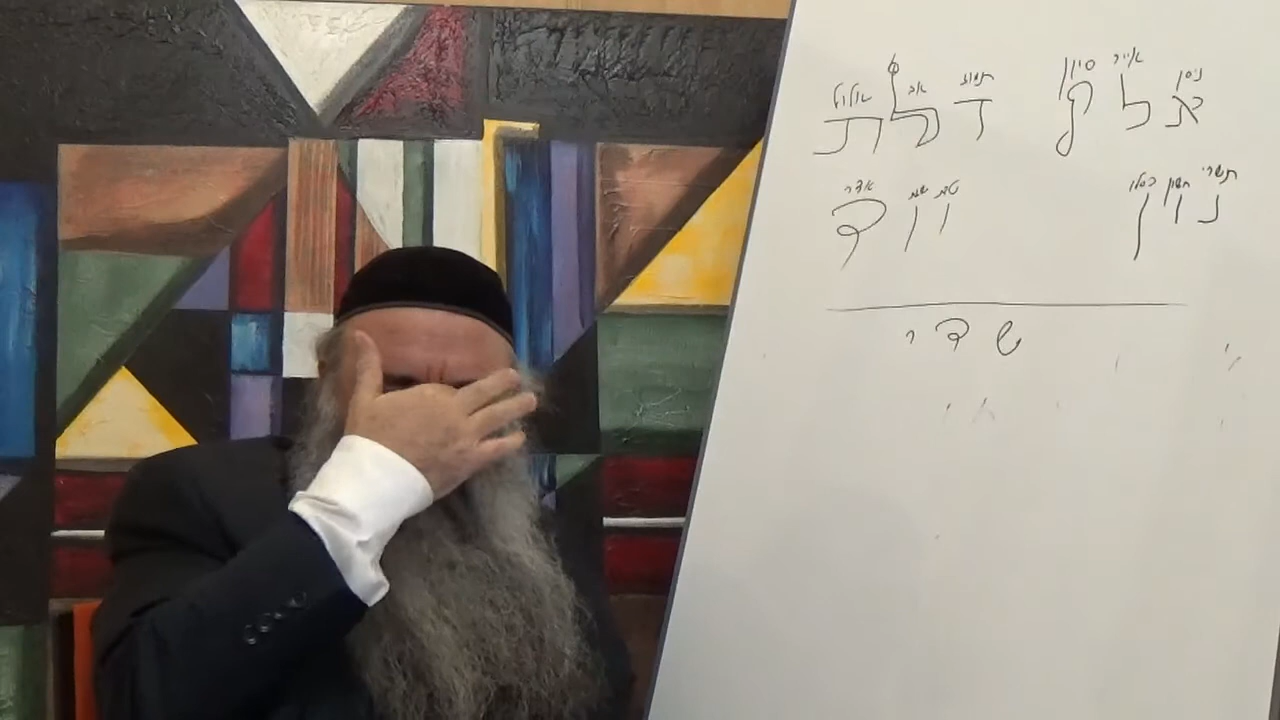 ניסן אייר סיון תמוז אב אלול
א ל ף ד ל ת
תשרי חשון כסלו טבת שבט אדר
נ ו ן י ו ד
ש ד י